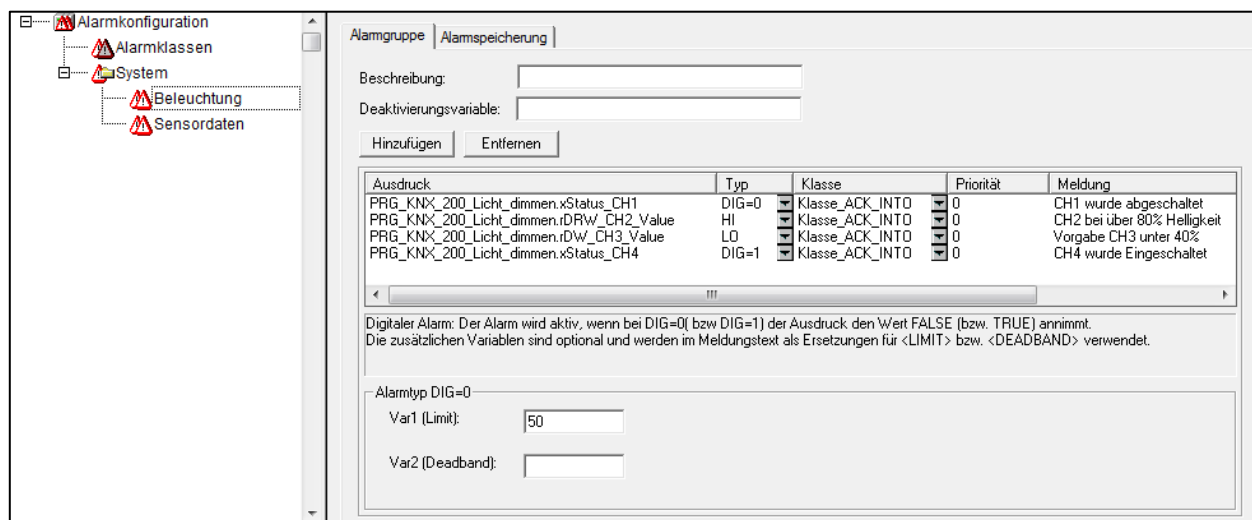 Alarmkonfiguration
Alarmklassen
System
Beleuchtung
Sensordaten
Alarmgruppe Alarmspeicherung
Beschreibung:
Deaktivierungsvariable:
Hinzufügen Entfernen
Ausdruck Typ Klasse Priorität Meldung
PRG_KNX_200_Licht_dimmen.xStatus_CH1 DIG=0 Klasse_ACK_INTO 0 CH1 wurde abgeschaltet
PRG_KNX_200_Licht_dimmen.rDRW_CH2_Value HI Klasse_ACK_INTO 0 CH2 bei über 80% Helligkeit
PRG_KNX_200_Licht_dimmen.rDW_CH3_Value LO Klasse_ACK_INTO 0 Vorgabe CH3 unter 40%
PRG_KNX_200_Licht_dimmen.xStatus_CH4 DIG=1 Klasse_ACK_INTO 0 CH4 wurde Eingeschaltet
Digitaler Alarm: Der Alarm wird aktiv, wenn bei DIG=0( bzw DIG=1) der Ausdruck den Wert FALSE (bzw. TRUE) annimmt.
Die zusätzlichen Variablen sind optional und werden im Meldungstext als Ersetzungen für <LIMIT> bzw. <DEADBAND> verwendet.
Alarmtyp DIG=0
Var1 (Limit): 50
Var2 (Deadband):